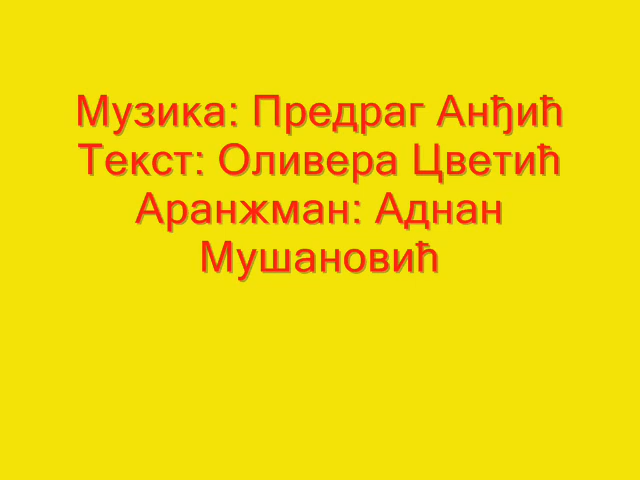 Музика: Предраг Анђић
Текст: Оливера Цветић
Аранжман: Аднан
Мушановић